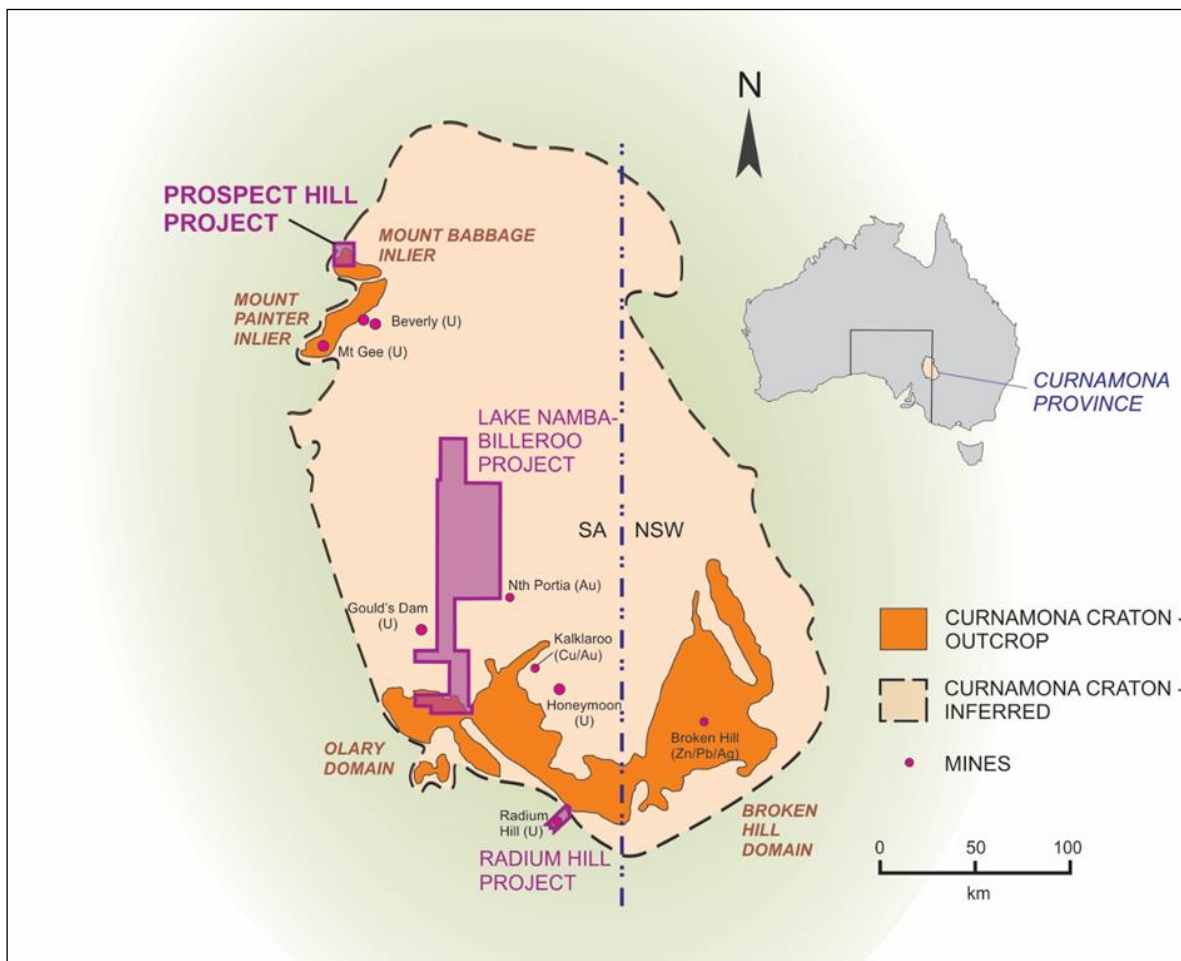 N
PROSPECT HILL
PROJECT
MOUNT BABBAGE
INLIER
MOUNT
PAINTER
INLIER
Beverly (U)
Mt Gee (U)
CURNAMONA
PROVINCE
LAKE NAMBA-
BILLEROO
PROJECT
SA
NSW
Nth Portia (Au)
Gould's Dam
(U)
Kalklaroo
(Cu/Au)
Honeymoon
(U)
Broken Hill
(Zn/Pb/Ag)
OLARY
DOMAIN
Radium
Hill (U)
RADIUM HILL
PROJECT
BROKEN
HILL
DOMAIN
CURNAMONA CRATON -
OUTCROP
CURNAMONA CRATON -
INFERRED
MINES
0
100
km